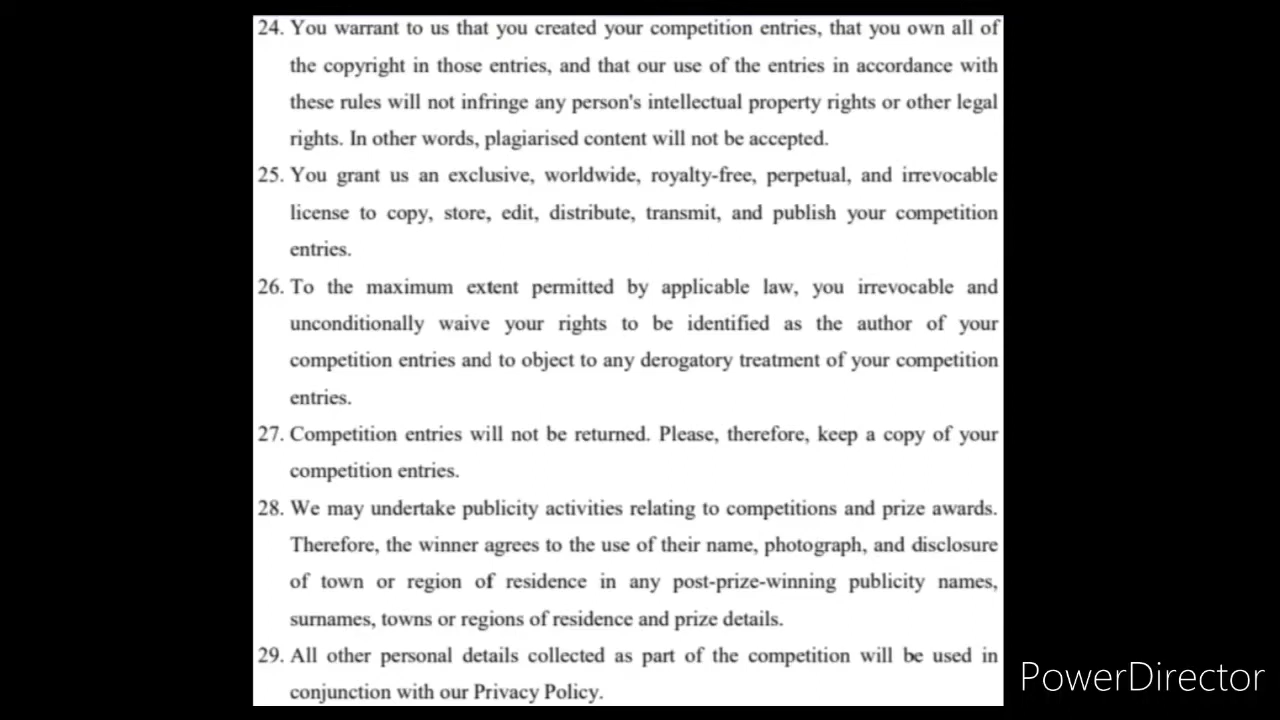 24. You warrant to us that you created your competition entries, that you own all of
the copyright in those entries, and that our use of the entries in accordance with
these rules will not infringe any person's intellectual property rights or other legal
rights. In other words, plagiarised content will not be accepted.
25. You grant us an exclusive, worldwide, royalty-free, perpetual, and irrevocable
license to copy, store, edit, distribute, transmit, and publish your competition
entries.
26. To the maximum extent permitted by applicable law, you irrevocable and
unconditionally waive your rights to be identified as the author of your
competition entries and to object to any derogatory treatment of your competition
entries.
27. Competition entries will not be returned. Please, therefore, keep a copy of your
competition entries.
28. We may undertake publicity activities relating to competitions and prize awards.
Therefore, the winner agrees to the use of their name, photograph, and disclosure
of town or region of residence in any post-prize-winning publicity names,
surnames, towns or regions of residence and prize details.
29. All other personal details collected as part of the competition will be used in
conjunction with our Privacy Policy.
PowerDirector